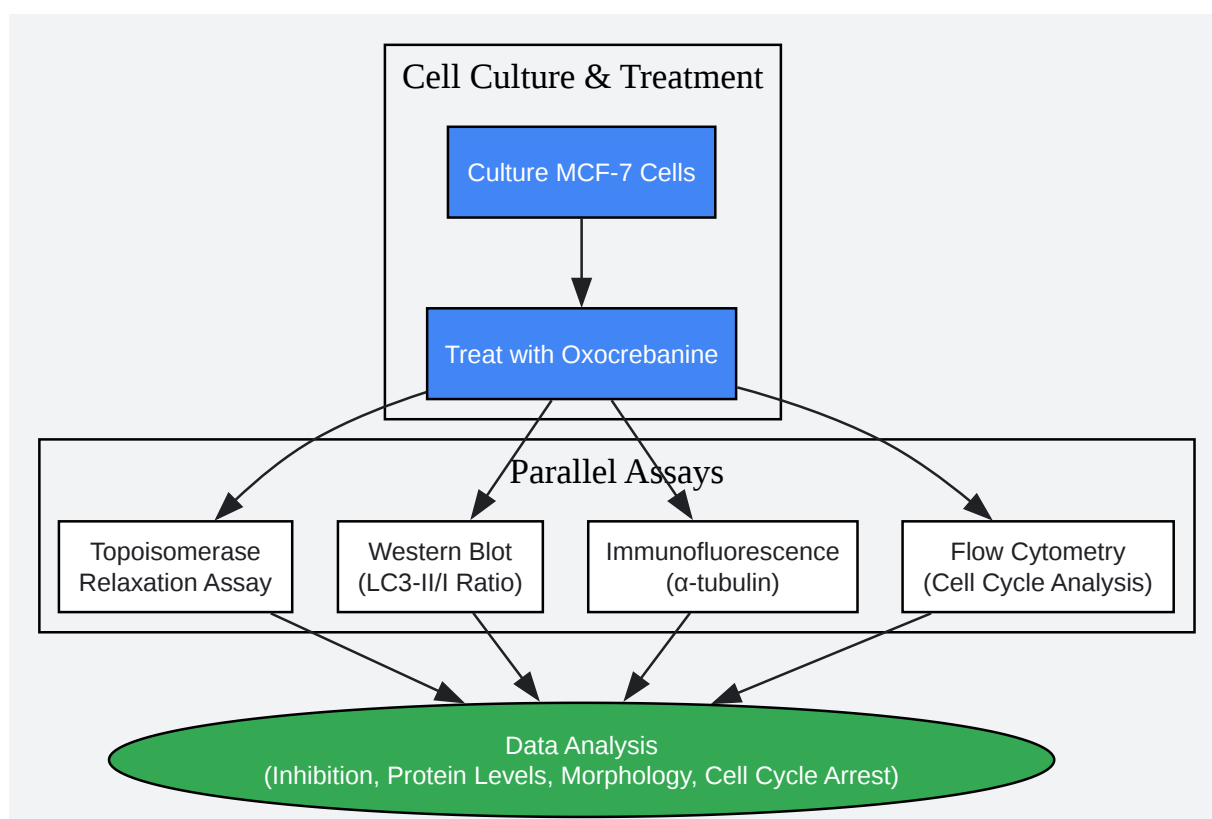 Cell Culture & Treatment
Culture MCF-7 Cells
Treat with Oxocrebanine
Parallel Assays
Topoisomerase
Relaxation Assay
Western Blot
(LC3-II/I Ratio)
Immunofluorescence
(α-tubulin)
Flow Cytometry
(Cell Cycle Analysis)
Data Analysis
(Inhibition, Protein Levels, Morphology, Cell Cycle Arrest)